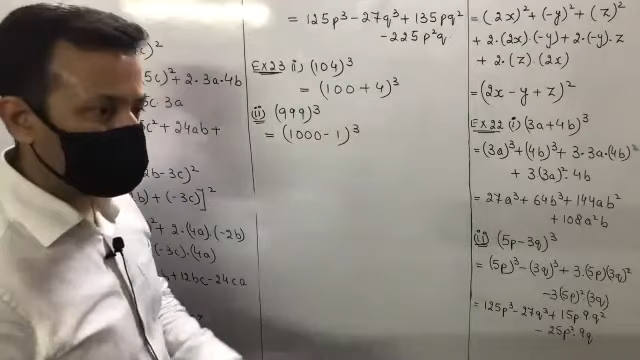 c)²
5c)² + 2·3a·4b
5c·3a
5c² + 24ab +
2b - 3c)²
b) + (-3c)]²
² + 2·(4a)·(-2b)
(-3c)·(4a)
b + 12bc - 24ca
= 125p³ - 27q³ + 135pq²
- 225p²q
EX23 i) (104)³
= (100 + 4)³
(ii) (999)³
= (1000 - 1)³
= (2x)² + (-y)² + (z)²
+ 2·(2x)·(-y) + 2·(-y)·z
+ 2·(z)·(2x)
= (2x - y + z)²
EX22 i) (3a + 4b)³
= (3a)³ + (4b)³ + 3·3a·(4b)²
+ 3(3a)²·4b
= 27a³ + 64b³ + 144ab²
+ 108a²b
(ii) (5p - 3q)³
= (5p)³ - (3q)³ + 3·(5p)(3q)²
- 3(5p)²(3q)
= 125p³ - 27q³ + 15p·9q²
- 25p²·9q